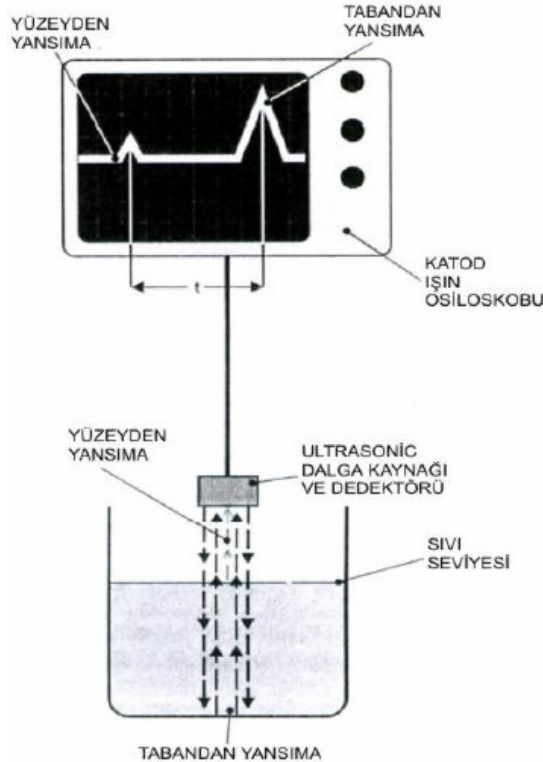 YÜZEYDEN
YANSIMA
TABANDAN
YANSIMA
KATOD
IŞIN
OSİLOSKOBU
t
YÜZEYDEN
YANSIMA
ULTRASONİC
DALGA KAYNAĞI
VE DEDEKTÖRÜ
SIVI
SEVİYESİ
TABANDAN YANSIMA